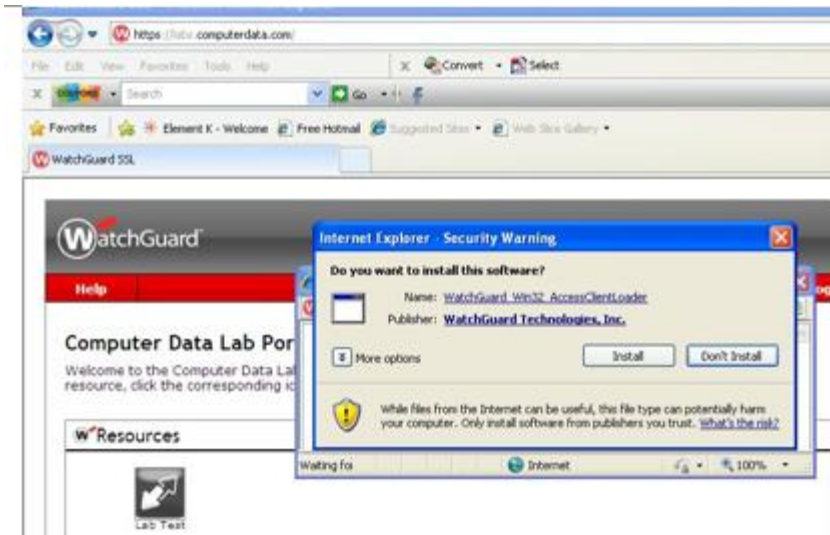 https://labs.computerdata.com/
File Edit View Favorites Tools Help
x Convert Select
x Search Go
Favorites Element K - Welcome Free Hotmail Suggested Sites Web Slice Gallery
WatchGuard SSL
WatchGuard
Help
Computer Data Lab Por
Welcome to the Computer Data Lab
resource, click the corresponding ic
Resources
Lab Test
Internet Explorer - Security Warning
Do you want to install this software?
Name: WatchGuard_Win32_AccessClientLoader
Publisher: WatchGuard Technologies, Inc.
More options Install Don't Install
While files from the Internet can be useful, this file type can potentially harm
your computer. Only install software from publishers you trust. What's the risk?
Waiting for Internet 100%